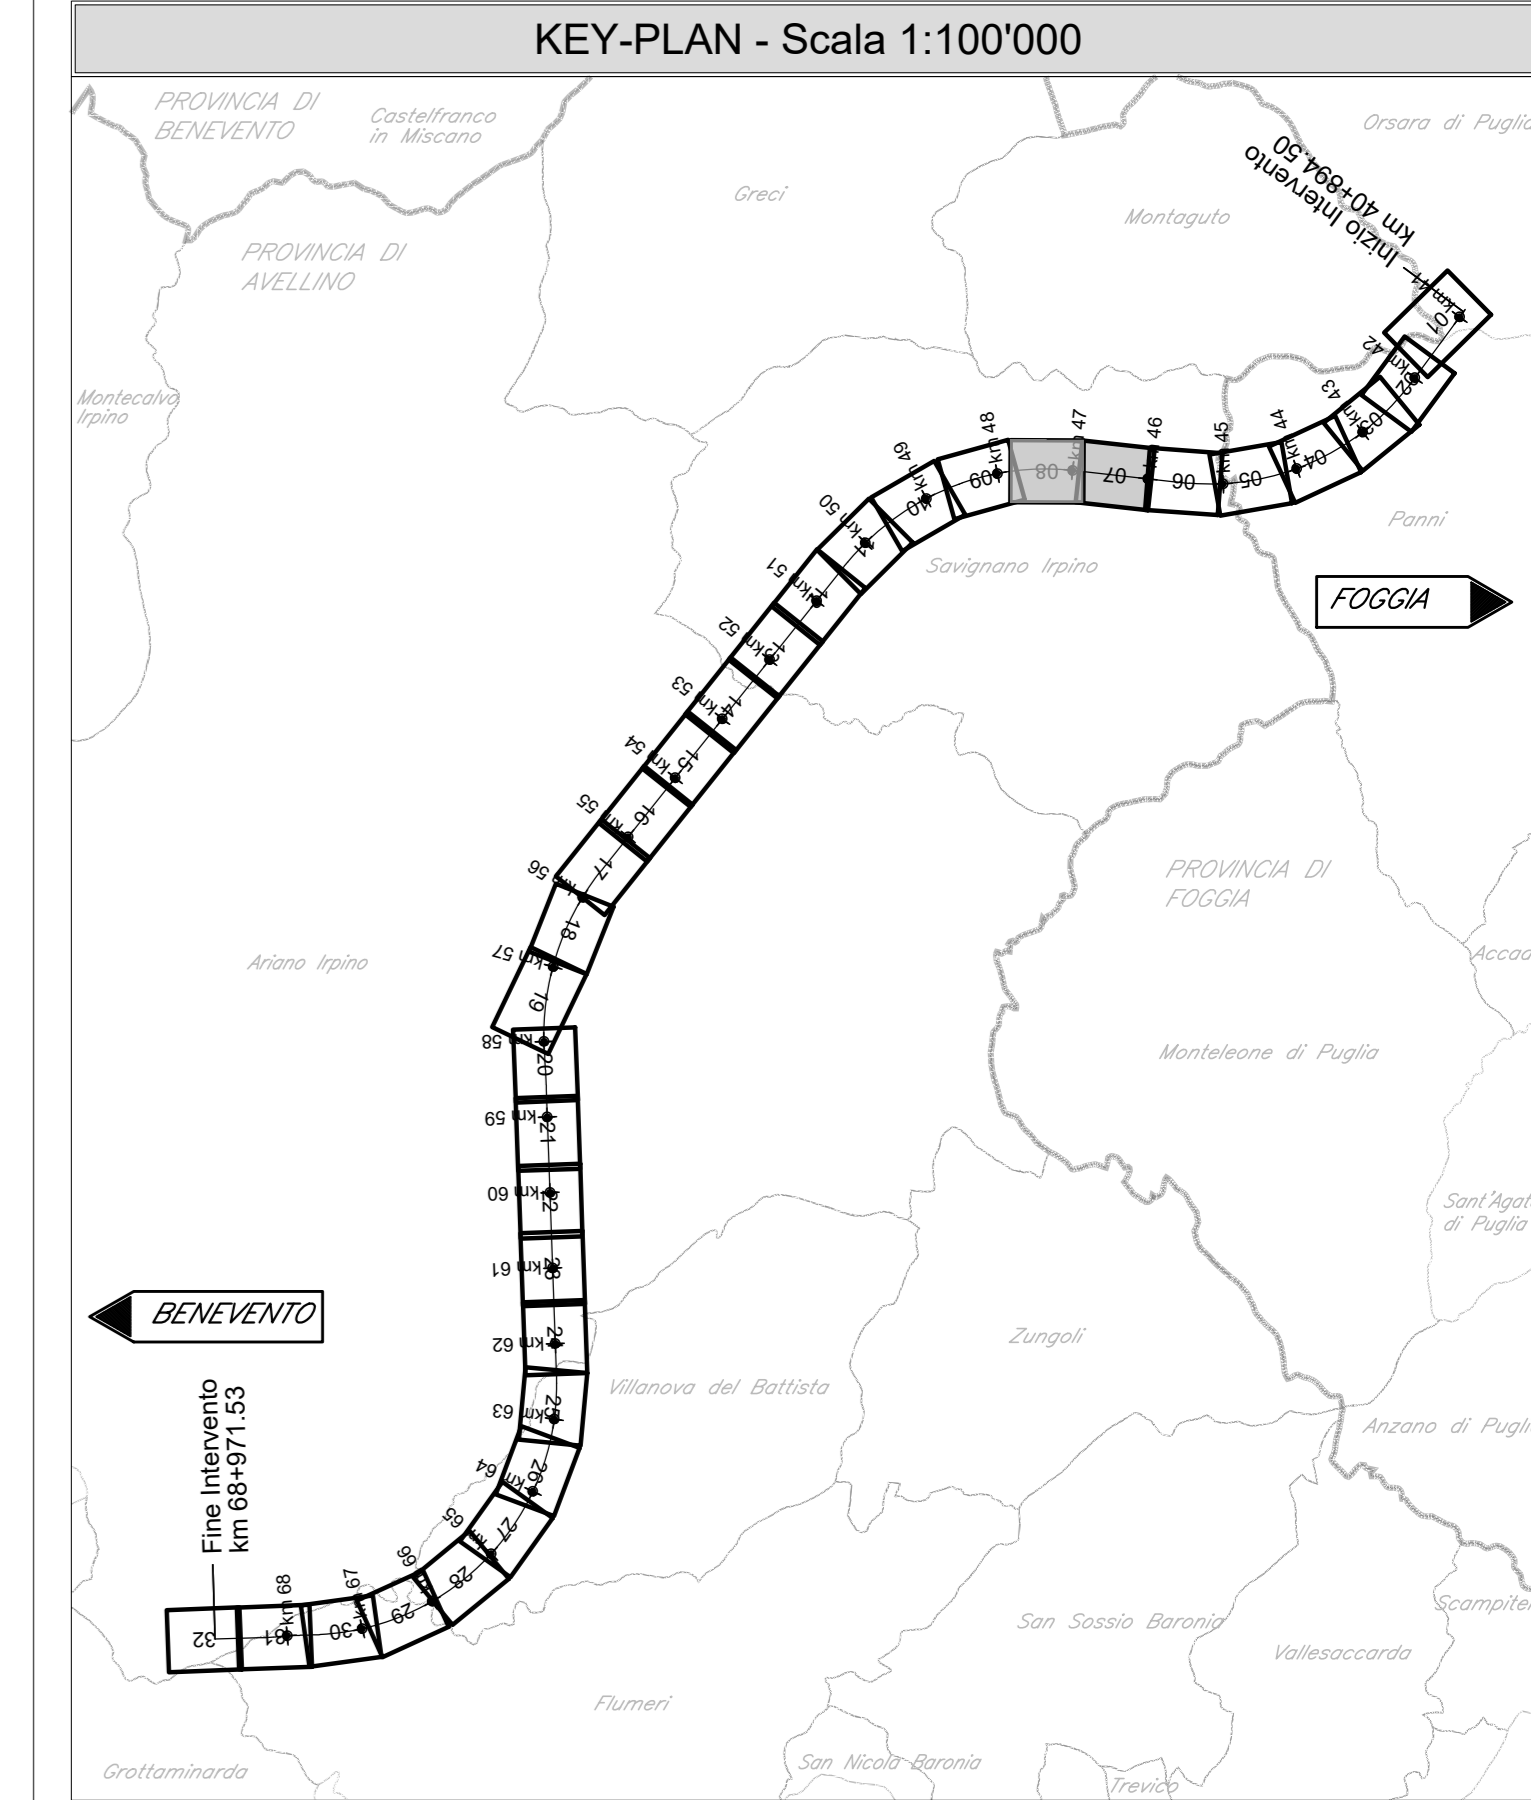 KEY-PLAN - Scala 1:100'000
PROVINCIA DI
BENEVENTO
Castelfranco
in Miscano
Orsara di Puglia
Greci
Montaguto
Inizio Intervento
km 40+894.50
PROVINCIA DI
AVELLINO
Montecalvo
Irpino
km 41
01
km 42
02
km 43
03
km 44
04
km 45
05
km 46
06
km 47
07
08
km 48
09
km 49
10
km 50
11
km 51
12
km 52
13
km 53
14
km 54
15
km 55
16
km 56
17
18
km 57
19
km 58
20
km 59
21
km 60
22
km 61
23
km 62
24
km 63
25
km 64
26
km 65
27
km 66
28
29
km 67
30
km 68
31
32
Panni
Savignano Irpino
FOGGIA
PROVINCIA DI
FOGGIA
Ariano Irpino
Accad
Monteleone di Puglia
Sant'Agat
di Puglia
BENEVENTO
Zungoli
Fine Intervento
km 68+971.53
Villanova del Battista
Anzano di Pugli
San Sossio Baronia
Scampite
Vallesaccarda
Flumeri
San Nicola Baronia
Grottaminarda
Trevico